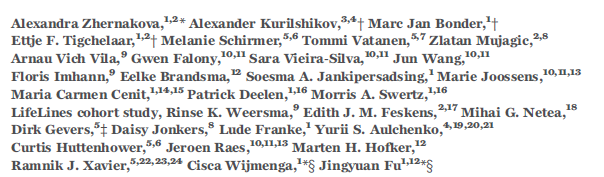 Alexandra Zhernakova,1,2* Alexander Kurilshikov,3,4† Marc Jan Bonder,1†
Ettje F. Tigchelaar,1,2† Melanie Schirmer,5,6 Tommi Vatanen,5,7 Zlatan Mujagic,2,8
Arnau Vich Vila,9 Gwen Falony,10,11 Sara Vieira-Silva,10,11 Jun Wang,10,11
Floris Imhann,9 Eelke Brandsma,12 Soesma A. Jankipersadsing,1 Marie Joossens,10,11,13
Maria Carmen Cenit,1,14,15 Patrick Deelen,1,16 Morris A. Swertz,1,16
LifeLines cohort study, Rinse K. Weersma,9 Edith J. M. Feskens,2,17 Mihai G. Netea,18
Dirk Gevers,5‡ Daisy Jonkers,8 Lude Franke,1 Yurii S. Aulchenko,4,19,20,21
Curtis Huttenhower,5,6 Jeroen Raes,10,11,13 Marten H. Hofker,12
Ramnik J. Xavier,5,22,23,24 Cisca Wijmenga,1*§ Jingyuan Fu1,12*§